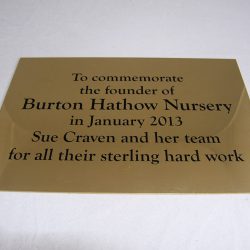 To commemorate
the founder of
Burton Hathow Nursery
in January 2013
Sue Craven and her team
for all their sterling hard work